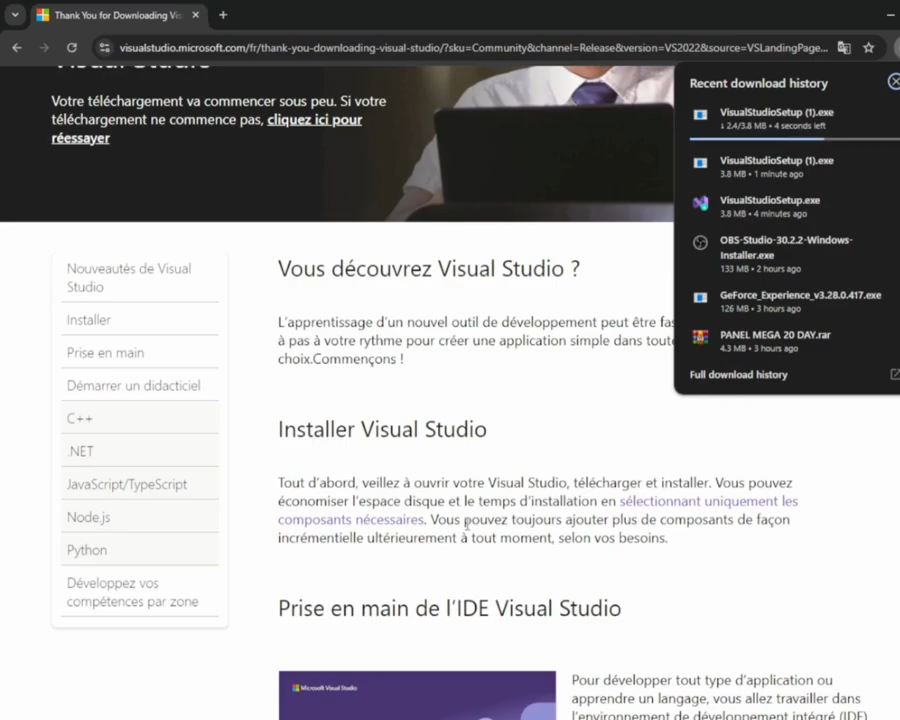 Thank You for Downloading Vis
visualstudio.microsoft.com/fr/thank-you-downloading-visual-studio/?sku=Community&channel=Release&version=VS2022&source=VSLandingPage...
Visual Studio
Votre téléchargement va commencer sous peu. Si votre
téléchargement ne commence pas, cliquez ici pour
réessayer
Recent download history
VisualStudioSetup (1).exe
↓ 2.4/3.8 MB • 4 seconds left
VisualStudioSetup (1).exe
3.8 MB • 1 minute ago
VisualStudioSetup.exe
3.8 MB • 4 minutes ago
OBS-Studio-30.2.2-Windows-
Installer.exe
133 MB • 2 hours ago
GeForce_Experience_v3.28.0.417.exe
126 MB • 3 hours ago
PANEL MEGA 20 DAY.rar
4.3 MB • 3 hours ago
Full download history
Nouveautés de Visual
Studio
Installer
Prise en main
Démarrer un didacticiel
C++
.NET
JavaScript/TypeScript
Node.js
Python
Développez vos
compétences par zone
Vous découvrez Visual Studio ?
L'apprentissage d'un nouvel outil de développement peut être fas
à pas à votre rythme pour créer une application simple dans toute
choix.Commençons !
Installer Visual Studio
Tout d'abord, veillez à ouvrir votre Visual Studio, télécharger et installer. Vous pouvez
économiser l'espace disque et le temps d'installation en sélectionnant uniquement les
composants nécessaires. Vous pouvez toujours ajouter plus de composants de façon
incrémentielle ultérieurement à tout moment, selon vos besoins.
Prise en main de l'IDE Visual Studio
Microsoft Visual Studio
Pour développer tout type d'application ou
apprendre un langage, vous allez travailler dans
l'environnement de développement intégré (IDE)